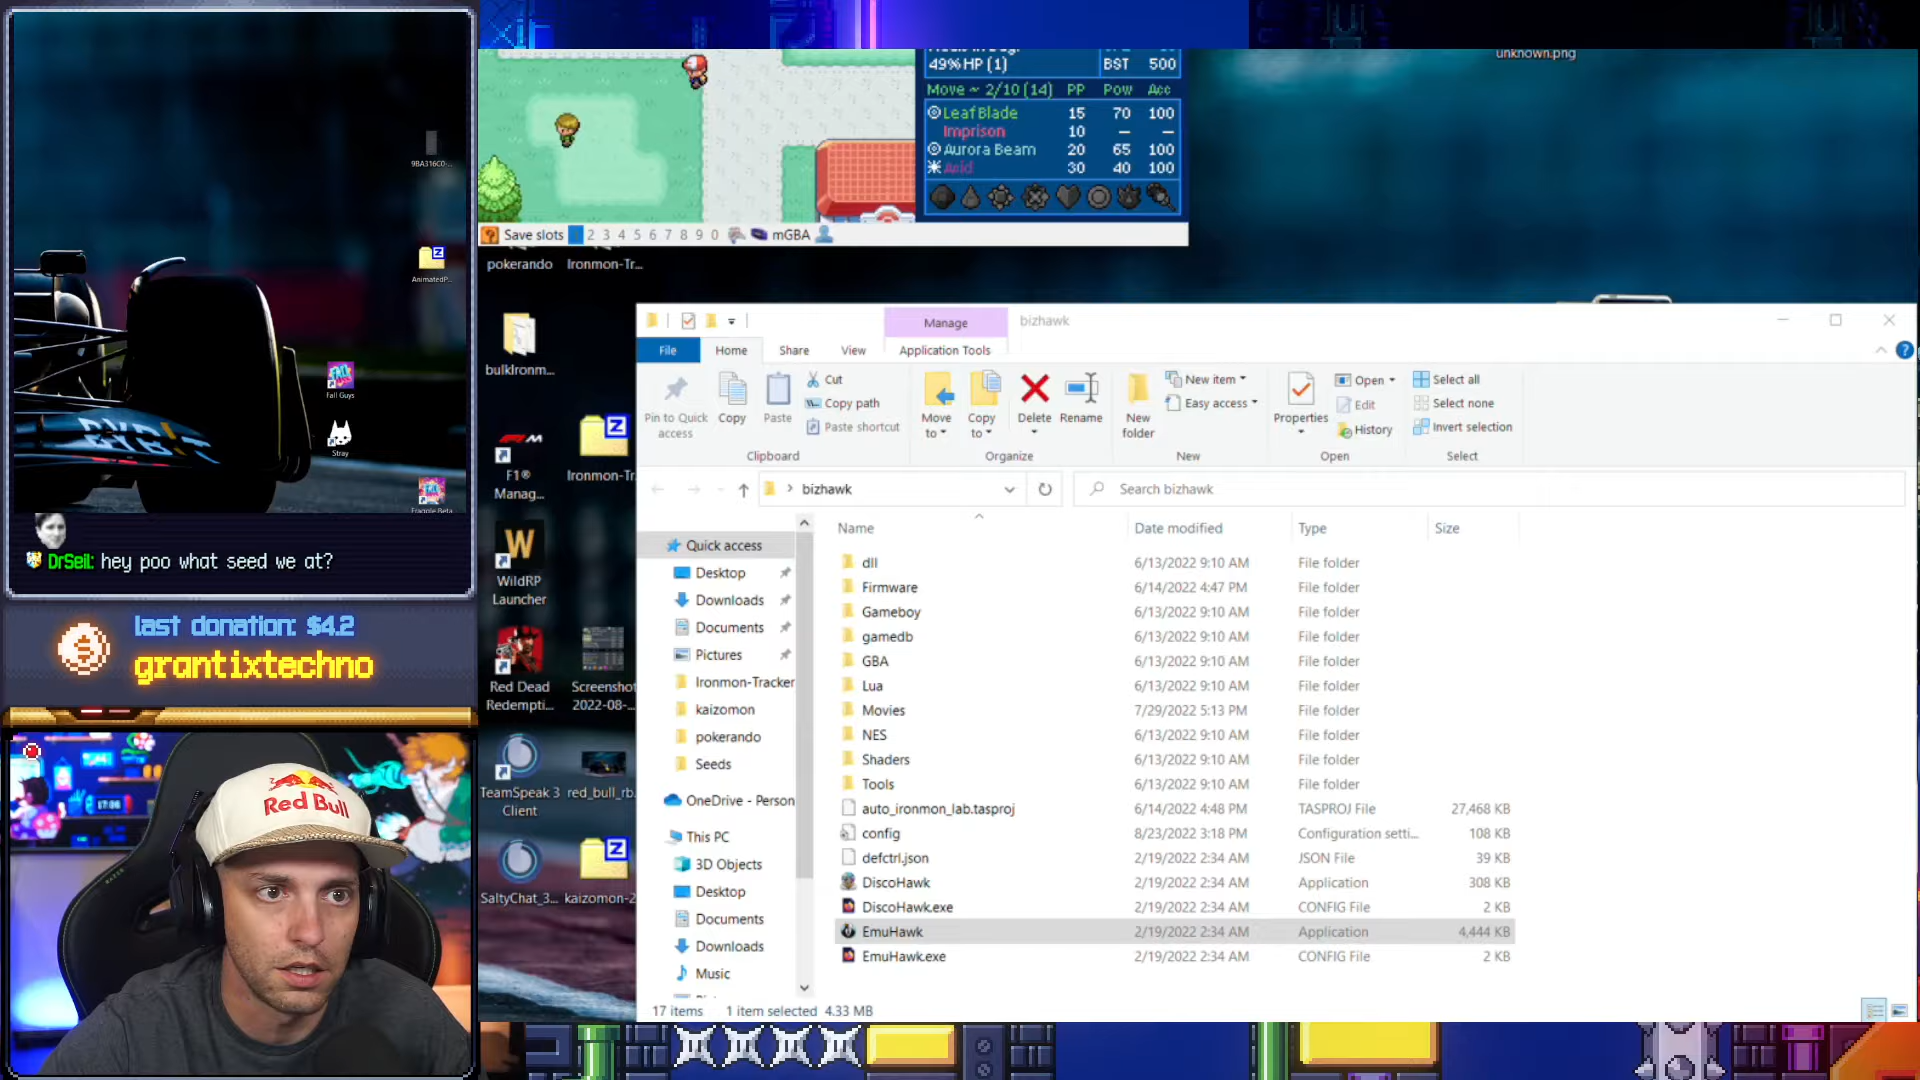 unknown.png
49% HP (1)
BST 500
Move ~ 2/10 (14) PP Pow Acc
Leaf Blade 15 70 100
Imprison 10 — —
Aurora Beam 20 65 100
Acid 30 40 100
Save slots 1 2 3 4 5 6 7 8 9 0 mGBA
9BA316C0-...
AnimatedP...
Fall Guys
Stray
Fraggle Beta
DrSeil: hey poo what seed we at?
last donation: $4.2
grantixtechno
Red Bull
17:06
pokerando
Ironmon-Tr...
bulkIronm...
F1® Manag...
Ironmon-Tr
WildRP Launcher
Red Dead Redempti...
Screenshot 2022-08-...
TeamSpeak 3 Client
red_bull_rb.
SaltyChat_3...
kaizomon-2
Manage
bizhawk
File
Home
Share
View
Application Tools
Pin to Quick access
Copy
Paste
Cut
Copy path
Paste shortcut
Clipboard
Move to
Copy to
Delete
Rename
Organize
New folder
New item
Easy access
New
Properties
Open
Edit
History
Open
Select all
Select none
Invert selection
Select
bizhawk
Search bizhawk
Quick access
Desktop
Downloads
Documents
Pictures
Ironmon-Tracker
kaizomon
pokerando
Seeds
OneDrive - Person
This PC
3D Objects
Desktop
Documents
Downloads
Music
Name Date modified Type Size
dll 6/13/2022 9:10 AM File folder
Firmware 6/14/2022 4:47 PM File folder
Gameboy 6/13/2022 9:10 AM File folder
gamedb 6/13/2022 9:10 AM File folder
GBA 6/13/2022 9:10 AM File folder
Lua 6/13/2022 9:10 AM File folder
Movies 7/29/2022 5:13 PM File folder
NES 6/13/2022 9:10 AM File folder
Shaders 6/13/2022 9:10 AM File folder
Tools 6/13/2022 9:10 AM File folder
auto_ironmon_lab.tasproj 6/14/2022 4:48 PM TASPROJ File 27,468 KB
config 8/23/2022 3:18 PM Configuration setti... 108 KB
defctrl.json 2/19/2022 2:34 AM JSON File 39 KB
DiscoHawk 2/19/2022 2:34 AM Application 308 KB
DiscoHawk.exe 2/19/2022 2:34 AM CONFIG File 2 KB
EmuHawk 2/19/2022 2:34 AM Application 4,444 KB
EmuHawk.exe 2/19/2022 2:34 AM CONFIG File 2 KB
17 items 1 item selected 4.33 MB